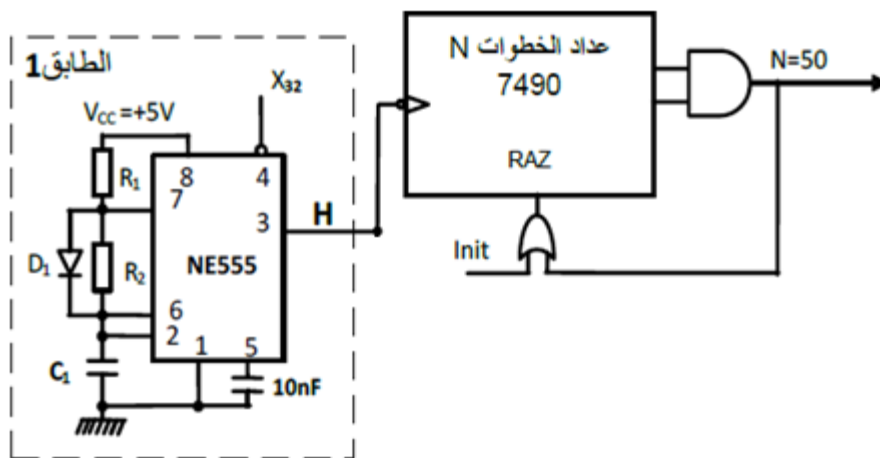 الطابق1
X32
VCC =+5V
R1
8
4
7
3
H
D1
R2
NE555
6
2
1
5
C1
10nF
عداد الخطوات N
7490
RAZ
N=50
Init